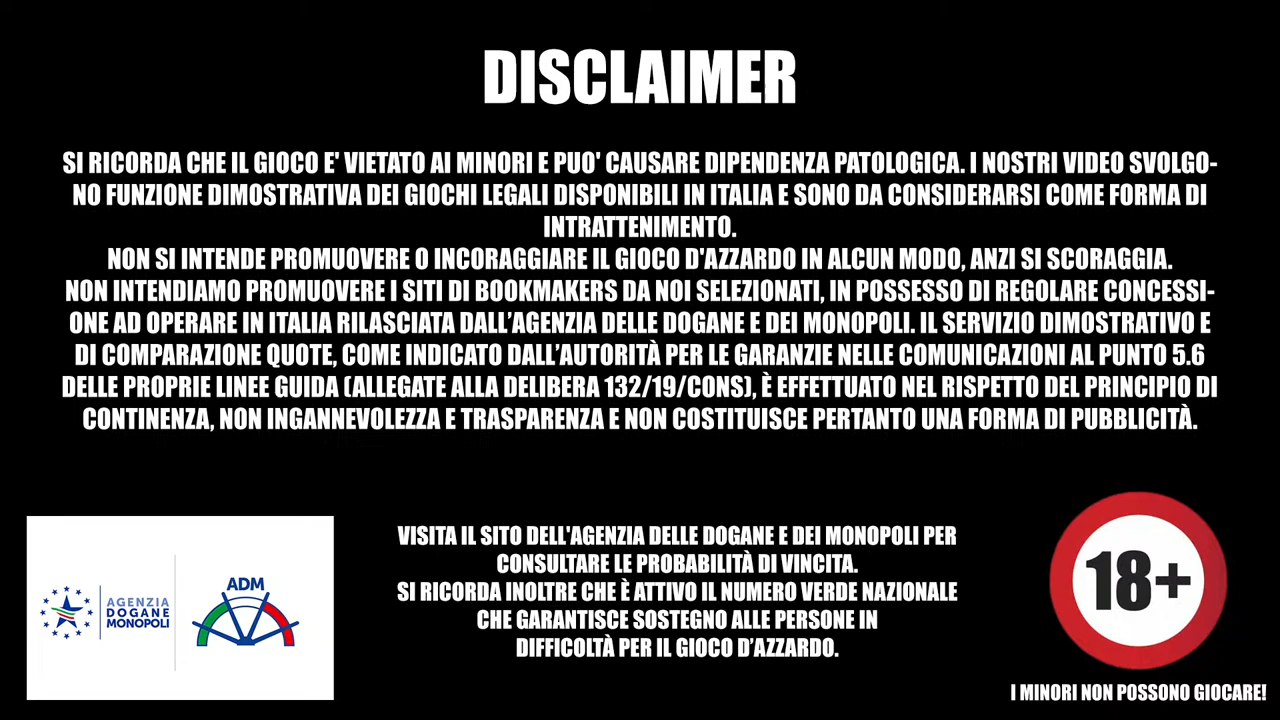 DISCLAIMER
SI RICORDA CHE IL GIOCO E' VIETATO AI MINORI E PUO' CAUSARE DIPENDENZA PATOLOGICA. I NOSTRI VIDEO SVOLGO-
NO FUNZIONE DIMOSTRATIVA DEI GIOCHI LEGALI DISPONIBILI IN ITALIA E SONO DA CONSIDERARSI COME FORMA DI
INTRATTENIMENTO.
NON SI INTENDE PROMUOVERE O INCORAGGIARE IL GIOCO D'AZZARDO IN ALCUN MODO, ANZI SI SCORAGGIA.
NON INTENDIAMO PROMUOVERE I SITI DI BOOKMAKERS DA NOI SELEZIONATI, IN POSSESSO DI REGOLARE CONCESSI-
ONE AD OPERARE IN ITALIA RILASCIATA DALL’AGENZIA DELLE DOGANE E DEI MONOPOLI. IL SERVIZIO DIMOSTRATIVO E
DI COMPARAZIONE QUOTE, COME INDICATO DALL’AUTORITÀ PER LE GARANZIE NELLE COMUNICAZIONI AL PUNTO 5.6
DELLE PROPRIE LINEE GUIDA (ALLEGATE ALLA DELIBERA 132/19/CONS), È EFFETTUATO NEL RISPETTO DEL PRINCIPIO DI
CONTINENZA, NON INGANNEVOLEZZA E TRASPARENZA E NON COSTITUISCE PERTANTO UNA FORMA DI PUBBLICITÀ.
VISITA IL SITO DELL'AGENZIA DELLE DOGANE E DEI MONOPOLI PER
CONSULTARE LE PROBABILITÀ DI VINCITA.
SI RICORDA INOLTRE CHE È ATTIVO IL NUMERO VERDE NAZIONALE
CHE GARANTISCE SOSTEGNO ALLE PERSONE IN
DIFFICOLTÀ PER IL GIOCO D’AZZARDO.
AGENZIA
DOGANE
MONOPOLI
ADM
18+
I MINORI NON POSSONO GIOCARE!